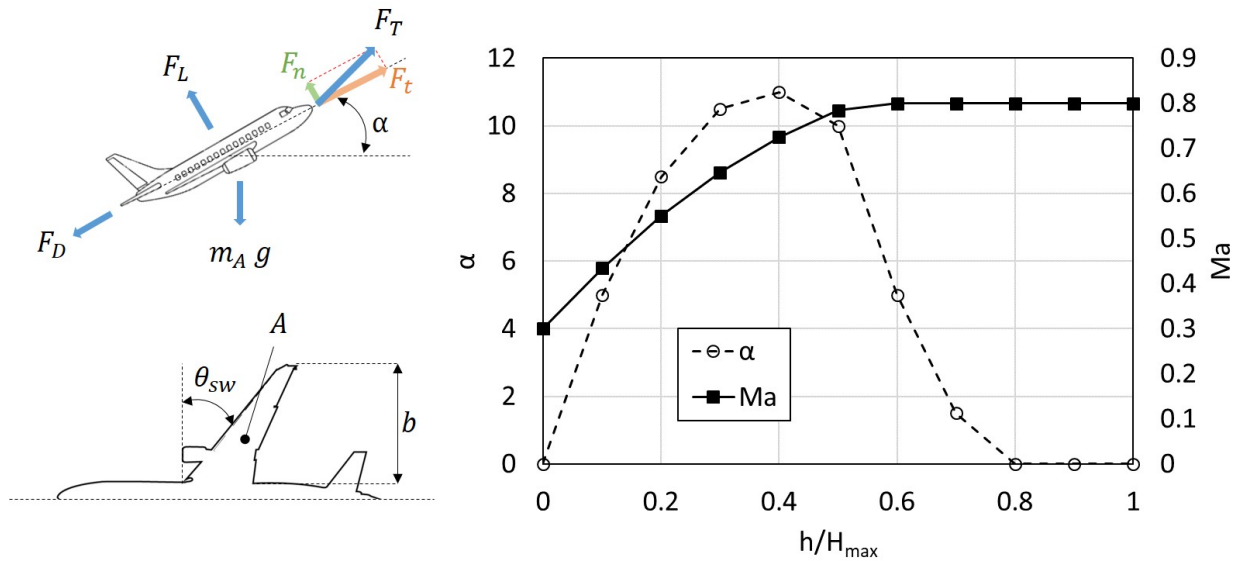 F_T
F_L
F_n
F_t
α
F_D
m_A g
A
θ_sw
b
12
10
8
6
4
2
0
α
0.9
0.8
0.7
0.6
0.5
0.4
0.3
0.2
0.1
0
Ma
α
Ma
0 0.2 0.4 0.6 0.8 1
h/H_max